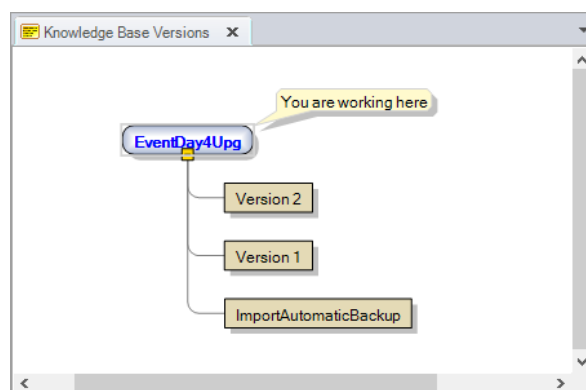 Knowledge Base Versions
You are working here
EventDay4Upg
Version 2
Version 1
ImportAutomaticBackup